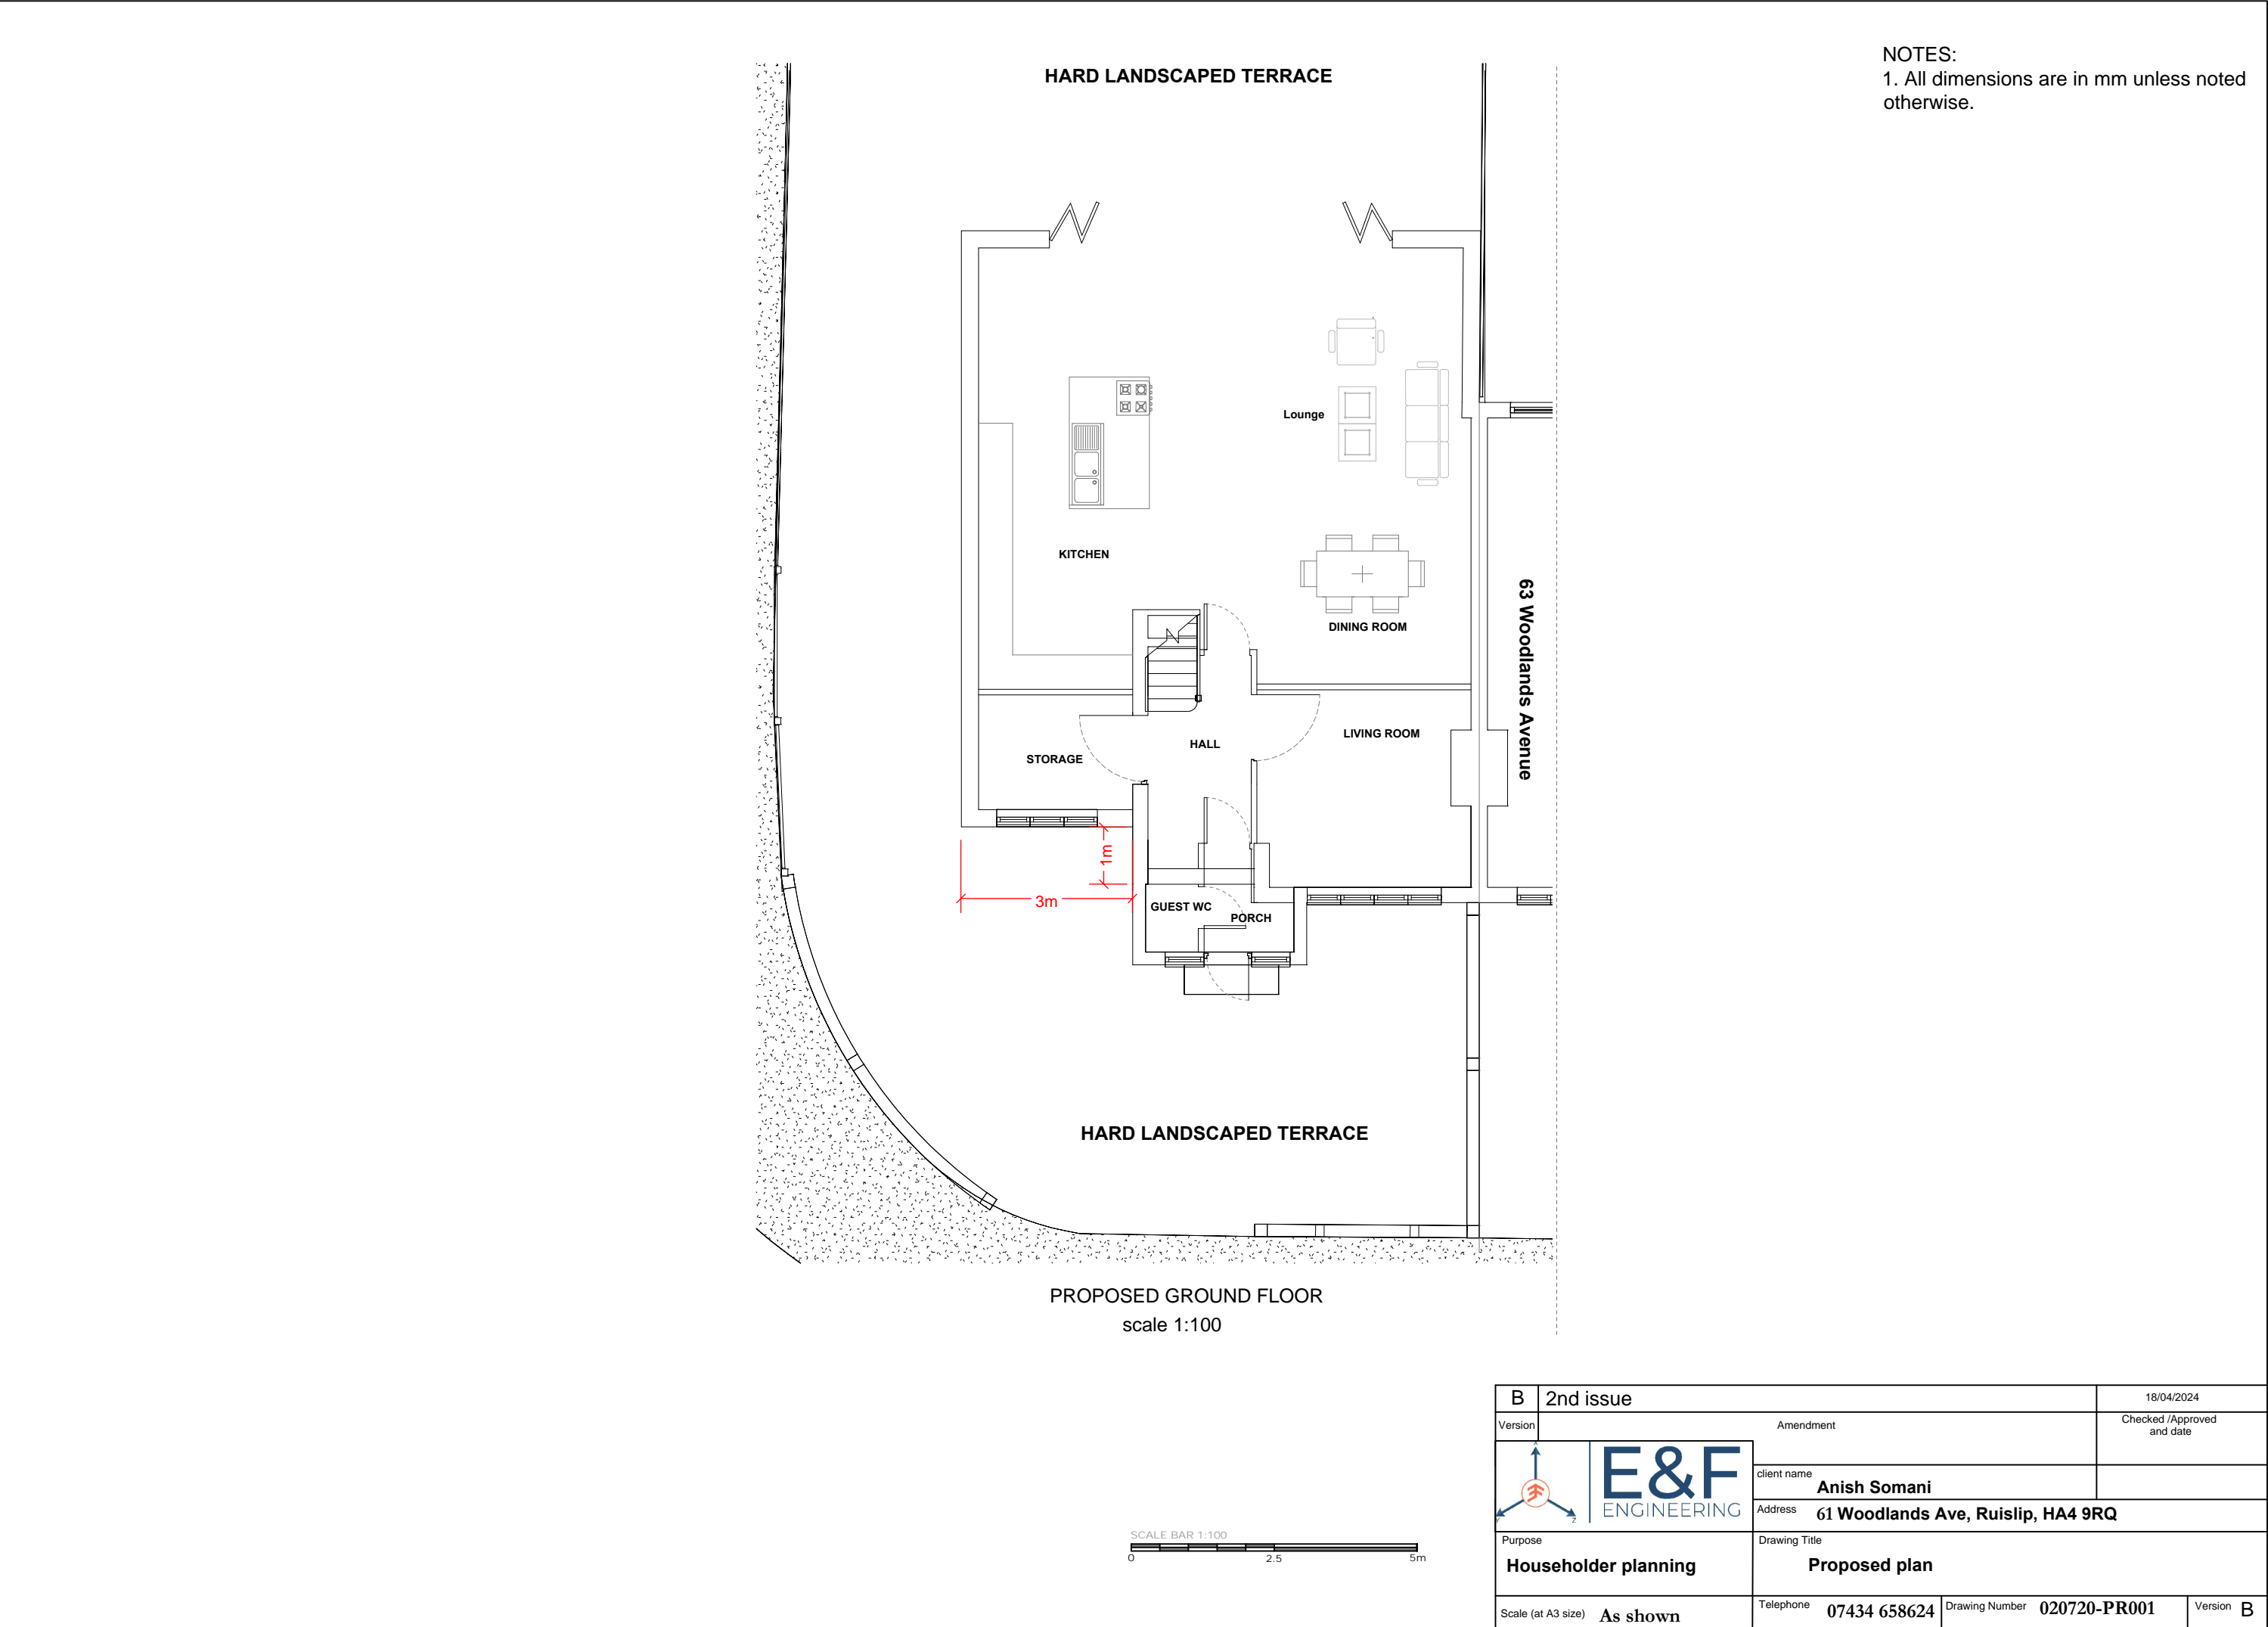 HARD LANDSCAPED TERRACE
NOTES:
1. All dimensions are in mm unless noted
otherwise.
Lounge
KITCHEN
DINING ROOM
63 Woodlands Avenue
LIVING ROOM
HALL
STORAGE
1m
3m
GUEST WC
PORCH
HARD LANDSCAPED TERRACE
PROPOSED GROUND FLOOR
scale 1:100
SCALE BAR 1:100
0 2.5 5m
B 2nd issue 18/04/2024
Version Amendment Checked /Approved
and date
X
Y
Z
E&F
ENGINEERING
client name Anish Somani
Address 61 Woodlands Ave, Ruislip, HA4 9RQ
Purpose Drawing Title
Householder planning Proposed plan
Scale (at A3 size) As shown Telephone 07434 658624 Drawing Number 020720-PR001 Version B